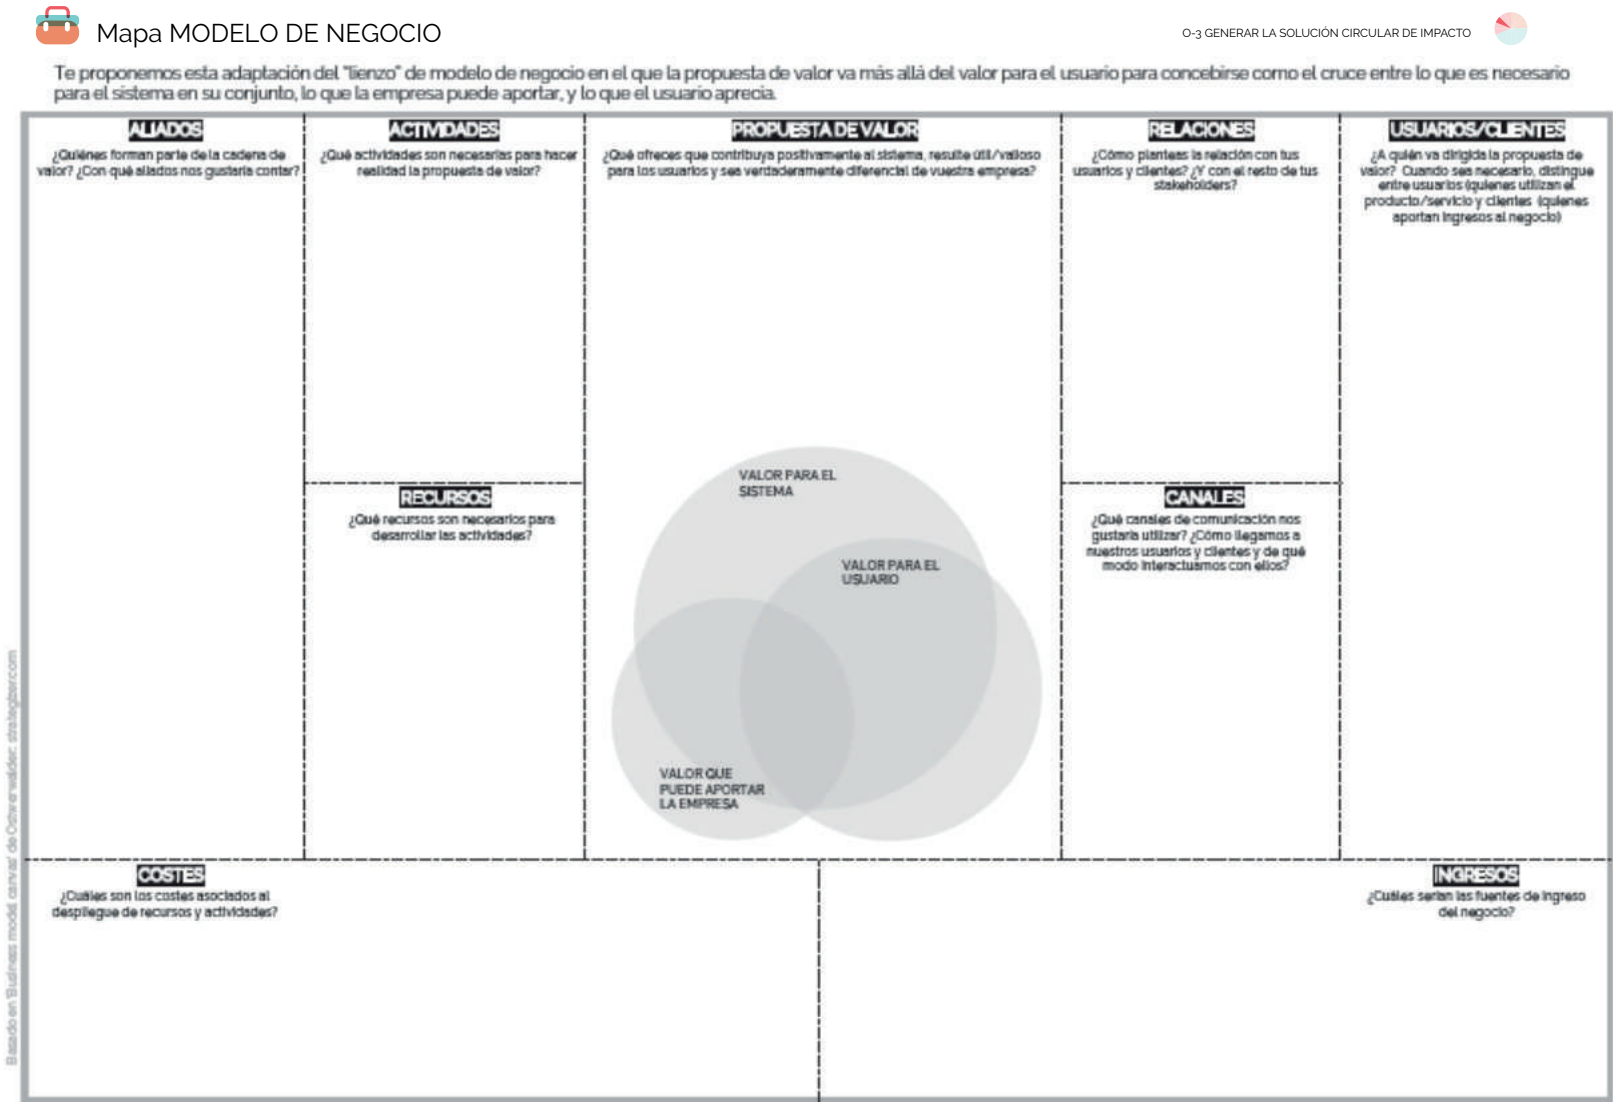 Mapa MODELO DE NEGOCIO
O-3 GENERAR LA SOLUCIÓN CIRCULAR DE IMPACTO
Te proponemos esta adaptación del "lienzo" de modelo de negocio en el que la propuesta de valor va más allá del valor para el usuario para concebirse como el cruce entre lo que es necesario
para el sistema en su conjunto, lo que la empresa puede aportar, y lo que el usuario aprecia.
ALIADOS
¿Quiénes forman parte de la cadena de
valor? ¿Con qué aliados nos gustaría contar?
ACTIVIDADES
¿Qué actividades son necesarias para hacer
realidad la propuesta de valor?
RECURSOS
¿Qué recursos son necesarios para
desarrollar las actividades?
PROPUESTA DE VALOR
¿Qué ofreces que contribuya positivamente al sistema, resulte útil/valioso
para los usuarios y sea verdaderamente diferencial de vuestra empresa?
VALOR PARA EL
SISTEMA
VALOR PARA EL
USUARIO
VALOR QUE
PUEDE APORTAR
LA EMPRESA
RELACIONES
¿Cómo planteas la relación con tus
usuarios y clientes? ¿Y con el resto de tus
stakeholders?
CANALES
¿Qué canales de comunicación nos
gustaría utilizar? ¿Cómo llegamos a
nuestros usuarios y clientes y de qué
modo interactuamos con ellos?
USUARIOS/CLIENTES
¿A quién va dirigida la propuesta de
valor? Cuando sea necesario, distingue
entre usuarios (quienes utilizan el
producto/servicio y clientes (quienes
aportan ingresos al negocio)
COSTES
¿Cuáles son los costes asociados al
despliegue de recursos y actividades?
INGRESOS
¿Cuáles serían las fuentes de ingreso
del negocio?
Basado en 'Business model canvas' de Osterwalder. strategizer.com